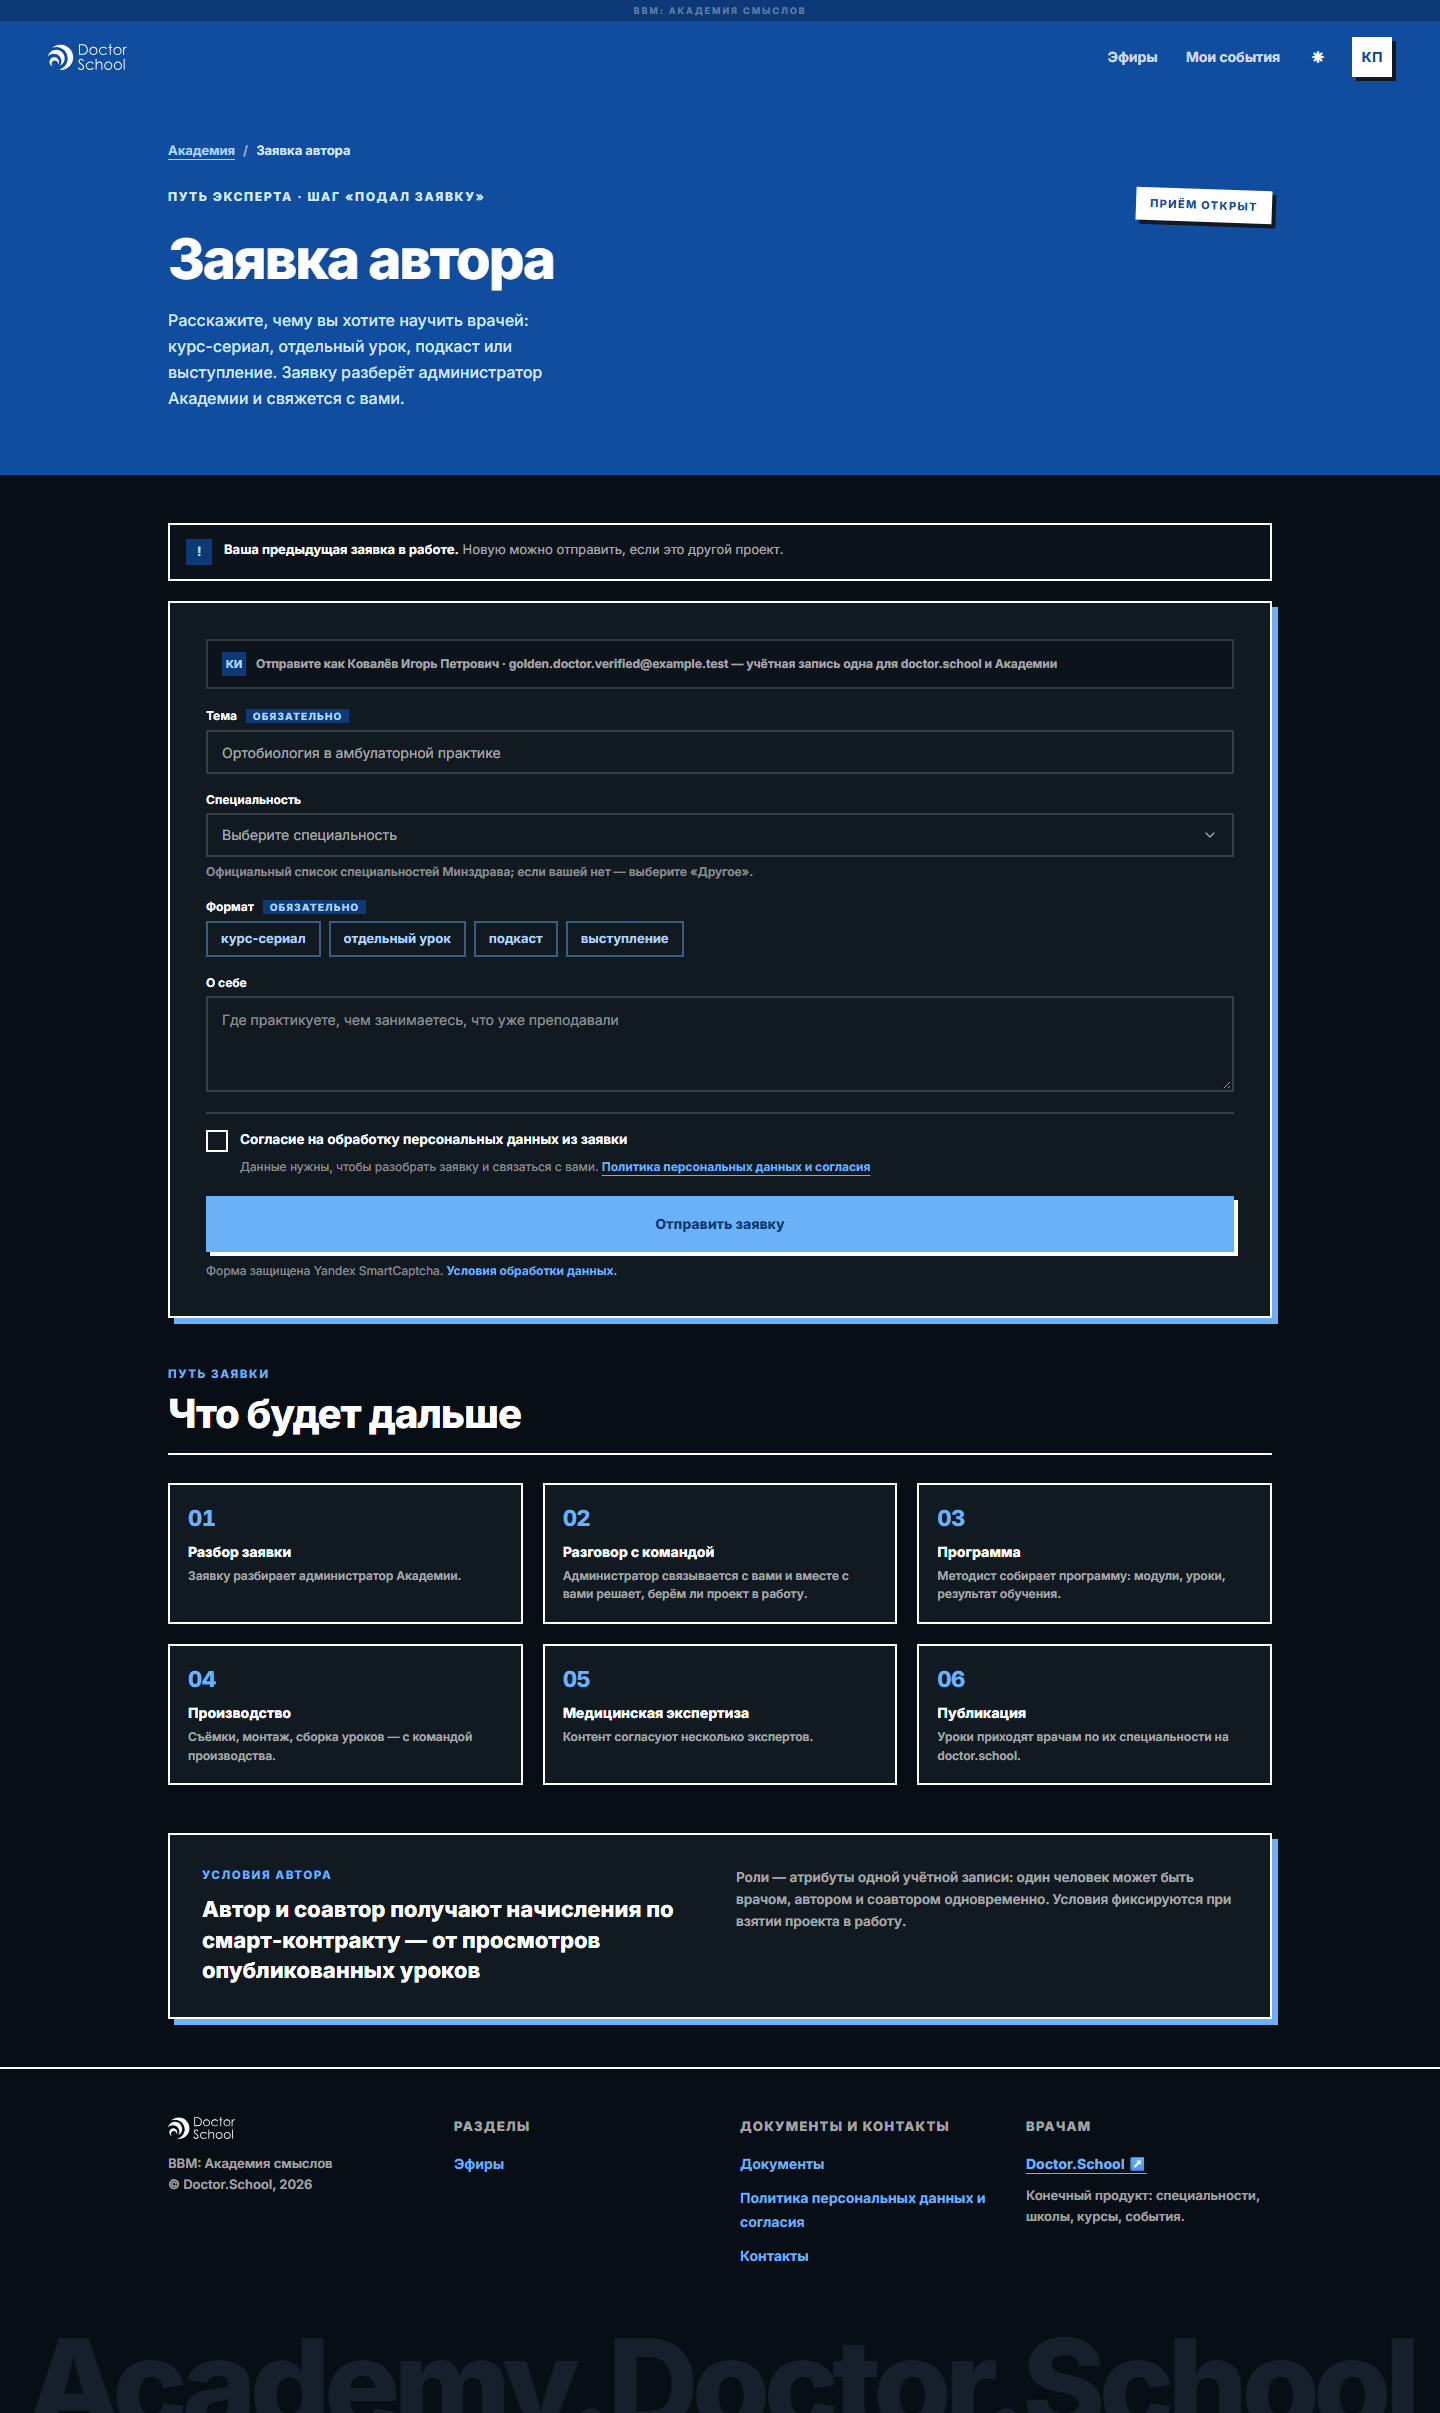 ВВМ: АКАДЕМИЯ СМЫСЛОВ
Doctor
School
Эфиры
Мои события
КП
Академия / Заявка автора
ПУТЬ ЭКСПЕРТА · ШАГ «ПОДАЛ ЗАЯВКУ»
ПРИЁМ ОТКРЫТ
Заявка автора
Расскажите, чему вы хотите научить врачей:
курс-сериал, отдельный урок, подкаст или
выступление. Заявку разберёт администратор
Академии и свяжется с вами.
! Ваша предыдущая заявка в работе. Новую можно отправить, если это другой проект.
КИ Отправите как Ковалёв Игорь Петрович · golden.doctor.verified@example.test — учётная запись одна для doctor.school и Академии
Тема ОБЯЗАТЕЛЬНО
Ортобиология в амбулаторной практике
Специальность
Выберите специальность
Официальный список специальностей Минздрава; если вашей нет — выберите «Другое».
Формат ОБЯЗАТЕЛЬНО
курс-сериал
отдельный урок
подкаст
выступление
О себе
Где практикуете, чем занимаетесь, что уже преподавали
Согласие на обработку персональных данных из заявки
Данные нужны, чтобы разобрать заявку и связаться с вами. Политика персональных данных и согласия
Отправить заявку
Форма защищена Yandex SmartCaptcha. Условия обработки данных.
ПУТЬ ЗАЯВКИ
Что будет дальше
01
Разбор заявки
Заявку разбирает администратор Академии.
02
Разговор с командой
Администратор связывается с вами и вместе с
вами решает, берём ли проект в работу.
03
Программа
Методист собирает программу: модули, уроки,
результат обучения.
04
Производство
Съёмки, монтаж, сборка уроков — с командой
производства.
05
Медицинская экспертиза
Контент согласуют несколько экспертов.
06
Публикация
Уроки приходят врачам по их специальности на
doctor.school.
УСЛОВИЯ АВТОРА
Автор и соавтор получают начисления по
смарт-контракту — от просмотров
опубликованных уроков
Роли — атрибуты одной учётной записи: один человек может быть
врачом, автором и соавтором одновременно. Условия фиксируются при
взятии проекта в работу.
Doctor
School
ВВМ: Академия смыслов
© Doctor.School, 2026
РАЗДЕЛЫ
Эфиры
ДОКУМЕНТЫ И КОНТАКТЫ
Документы
Политика персональных данных и
согласия
Контакты
ВРАЧАМ
Doctor.School ↗
Конечный продукт: специальности,
школы, курсы, события.
Academy.Doctor.School